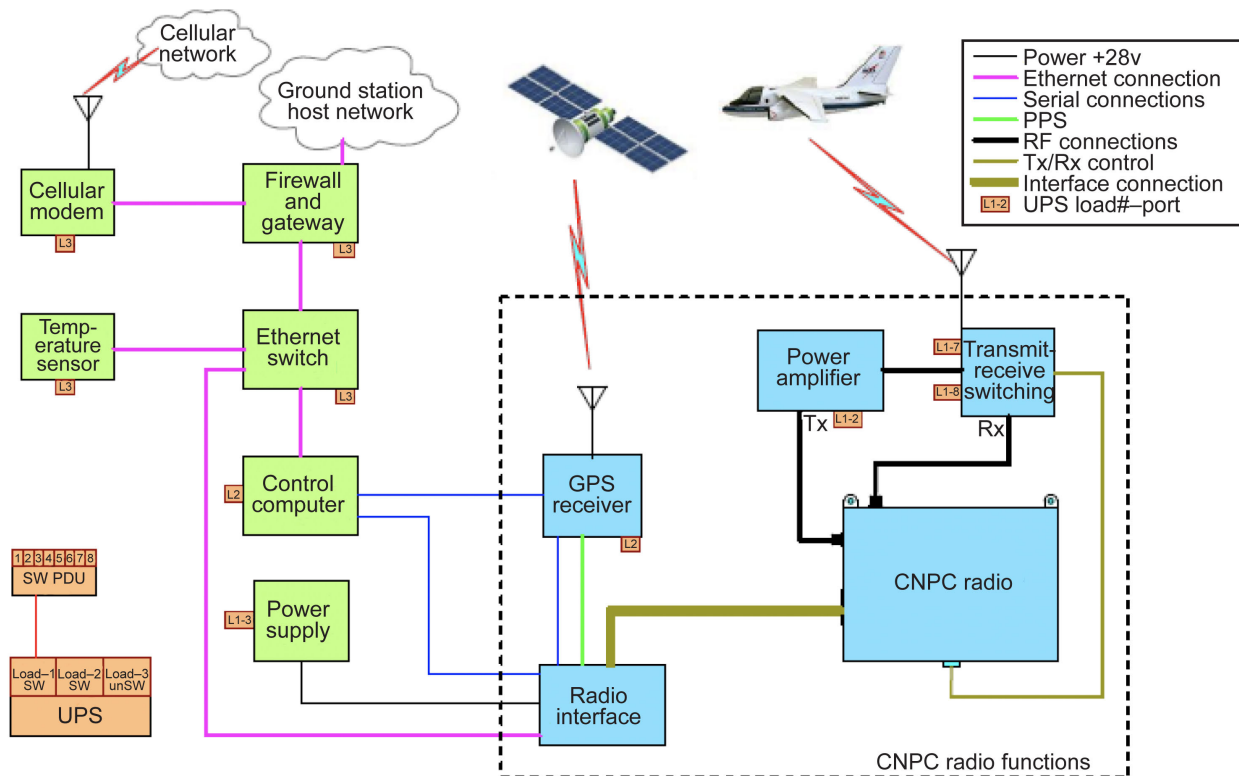 Cellular
network
Ground station
host network
Power +28v
Ethernet connection
Serial connections
PPS
RF connections
Tx/Rx control
Interface connection
L1-2
UPS load#–port
Cellular
modem
L3
Firewall
and
gateway
L3
Temp-
erature
sensor
L3
Ethernet
switch
L3
Power
amplifier
Tx
L1-2
L1-7
L1-8
Transmit-
receive
switching
Rx
L2
Control
computer
GPS
receiver
L2
CNPC radio
1 2 3 4 5 6 7 8
SW PDU
L1-3
Power
supply
Load–1
SW
Load–2
SW
Load–3
unSW
UPS
Radio
interface
CNPC radio functions